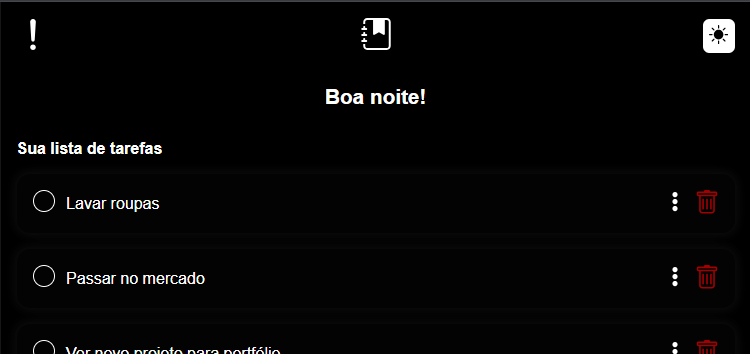 Boa noite!
Sua lista de tarefas
Lavar roupas
Passar no mercado
Ver novo projeto para portfólio